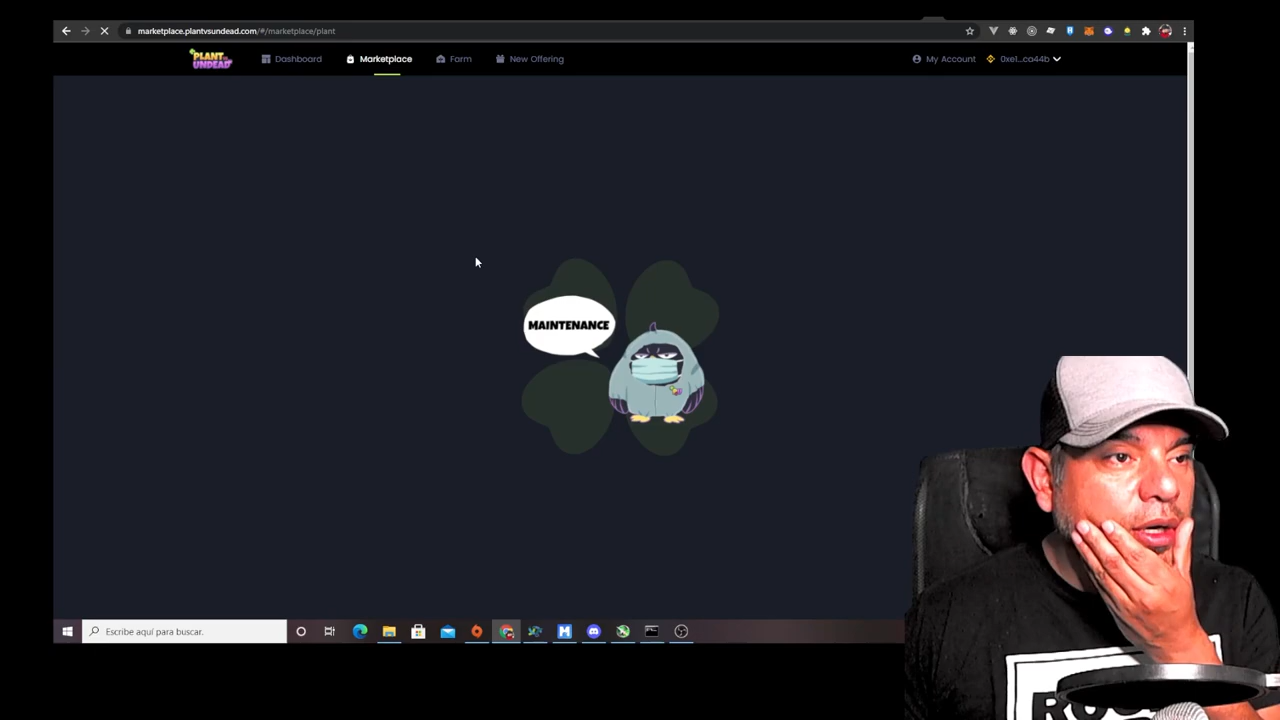 marketplace.plantvsundead.com/#/marketplace/plant
PLANT VS UNDEAD
Dashboard
Marketplace
Farm
New Offering
My Account
0xe1...ca44b
MAINTENANCE
Escribe aquí para buscar.